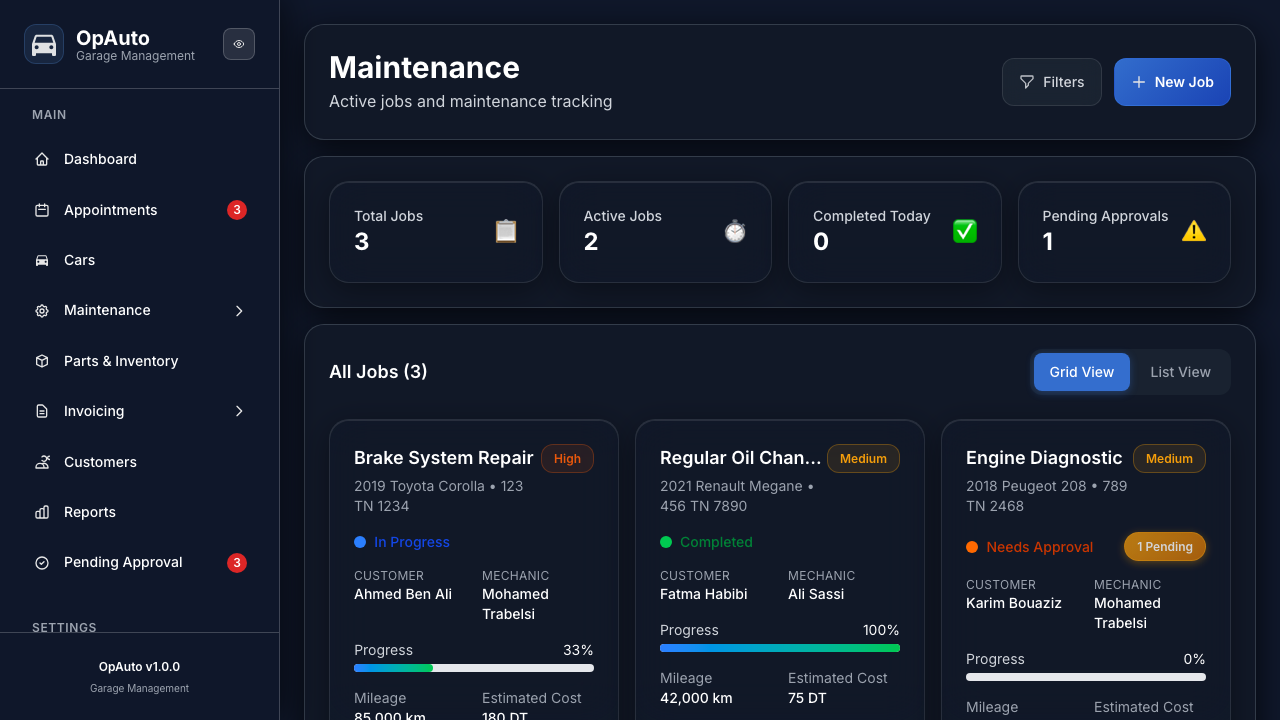 OpAuto
Garage Management
MAIN
Dashboard
Appointments 3
Cars
Maintenance
Parts & Inventory
Invoicing
Customers
Reports
Pending Approval 3
SETTINGS
OpAuto v1.0.0
Garage Management
Maintenance
Active jobs and maintenance tracking
Filters
New Job
Total Jobs
3
Active Jobs
2
Completed Today
0
Pending Approvals
1
All Jobs (3)
Grid View
List View
Brake System Repair
High
2019 Toyota Corolla • 123
TN 1234
In Progress
CUSTOMER
Ahmed Ben Ali
MECHANIC
Mohamed
Trabelsi
Progress 33%
Mileage
85,000 km
Estimated Cost
180 DT
Regular Oil Chan...
Medium
2021 Renault Megane •
456 TN 7890
Completed
CUSTOMER
Fatma Habibi
MECHANIC
Ali Sassi
Progress 100%
Mileage
42,000 km
Estimated Cost
75 DT
Engine Diagnostic
Medium
2018 Peugeot 208 • 789
TN 2468
Needs Approval
1 Pending
CUSTOMER
Karim Bouaziz
MECHANIC
Mohamed
Trabelsi
Progress 0%
Mileage
Estimated Cost